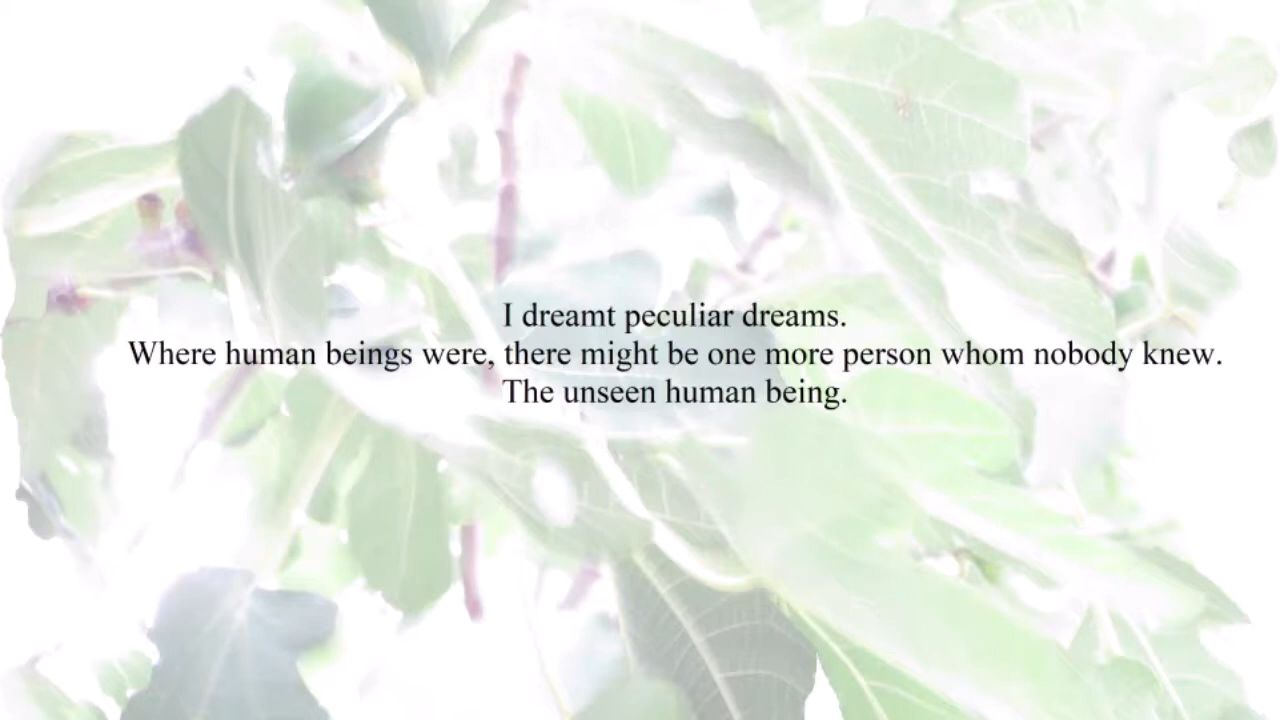 I dreamt peculiar dreams.
Where human beings were, there might be one more person whom nobody knew.
The unseen human being.